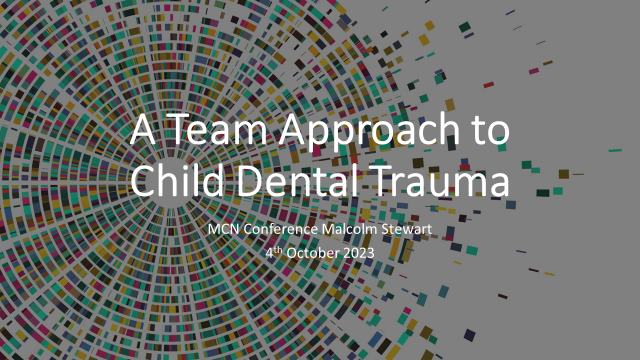 A Team Approach to
Child Dental Trauma
MCN Conference Malcolm Stewart
4th October 2023